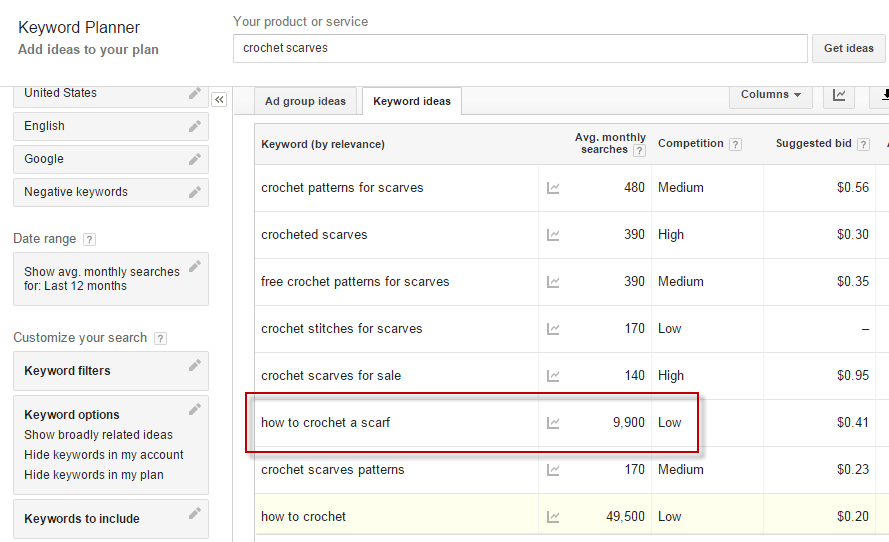 Keyword Planner
Add ideas to your plan
Your product or service
crochet scarves
Get ideas
United States
English
Google
Negative keywords
Date range ?
Show avg. monthly searches
for: Last 12 months
Customize your search ?
Keyword filters
Keyword options
Show broadly related ideas
Hide keywords in my account
Hide keywords in my plan
Keywords to include
«
Ad group ideas
Keyword ideas
Columns
Keyword (by relevance) Avg. monthly searches ? Competition ? Suggested bid ?
crochet patterns for scarves 480 Medium $0.56
crocheted scarves 390 High $0.30
free crochet patterns for scarves 390 Medium $0.35
crochet stitches for scarves 170 Low –
crochet scarves for sale 140 High $0.95
how to crochet a scarf 9,900 Low $0.41
crochet scarves patterns 170 Medium $0.23
how to crochet 49,500 Low $0.20